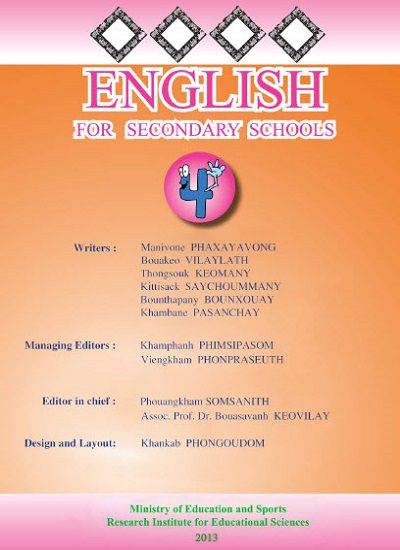 ENGLISH
FOR SECONDARY SCHOOLS
4
Writers : Manivone PHAXAYAVONG
Bouakeo VILAYLATH
Thongsouk KEOMANY
Kittisack SAYCHOUMMANY
Bounthapany BOUNXOUAY
Khambane PASANCHAY
Managing Editors : Khamphanh PHIMSIPASOM
Viengkham PHONPRASEUTH
Editor in chief : Phouangkham SOMSANITH
Assoc. Prof. Dr. Bouasavanh KEOVILAY
Design and Layout: Khankab PHONGOUDOM
Ministry of Education and Sports
Research Institute for Educational Sciences
2013